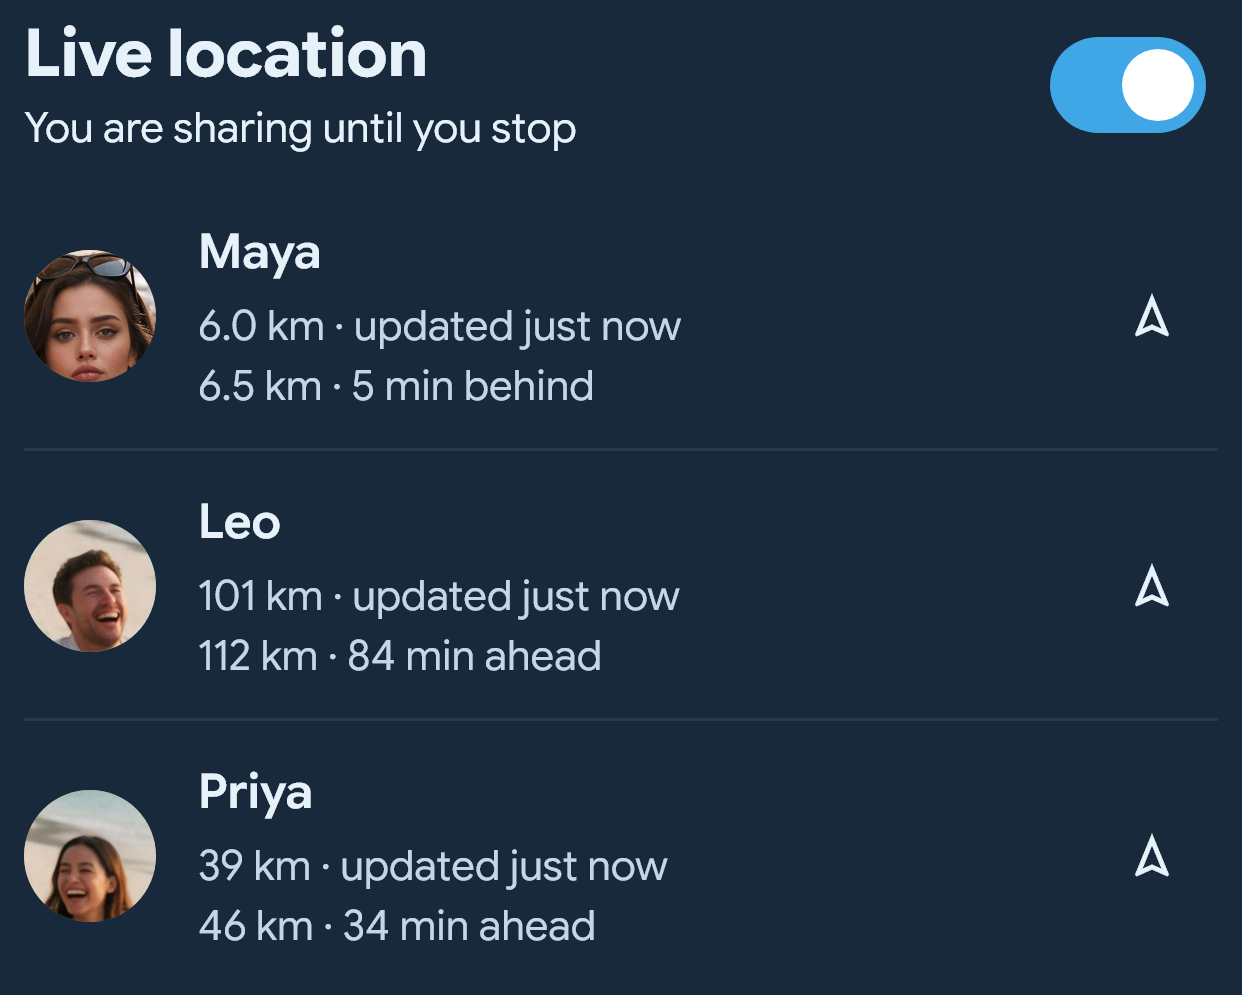 Live location
You are sharing until you stop
Maya
6.0 km · updated just now
6.5 km · 5 min behind
Leo
101 km · updated just now
112 km · 84 min ahead
Priya
39 km · updated just now
46 km · 34 min ahead